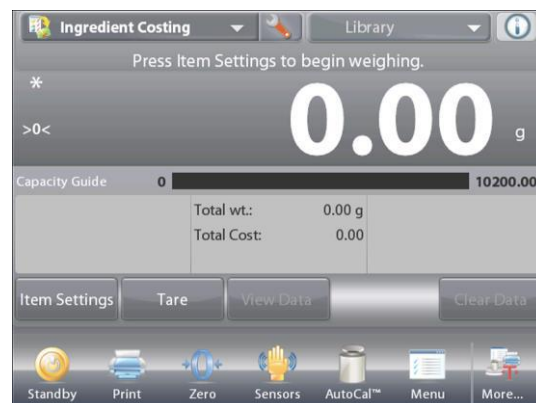 Ingredient Costing
Library
Press Item Settings to begin weighing.
*
>0<
0.00 g
Capacity Guide 0 10200.00
Total wt.: 0.00 g
Total Cost: 0.00
Item Settings Tare View Data Clear Data
Standby Print Zero Sensors AutoCal™ Menu More...